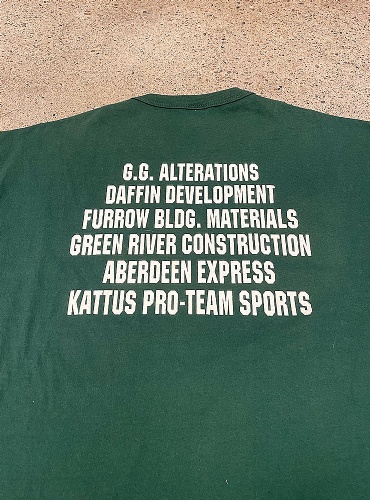 G.G. ALTERATIONS
DAFFIN DEVELOPMENT
FURROW BLDG. MATERIALS
GREEN RIVER CONSTRUCTION
ABERDEEN EXPRESS
KATTUS PRO-TEAM SPORTS